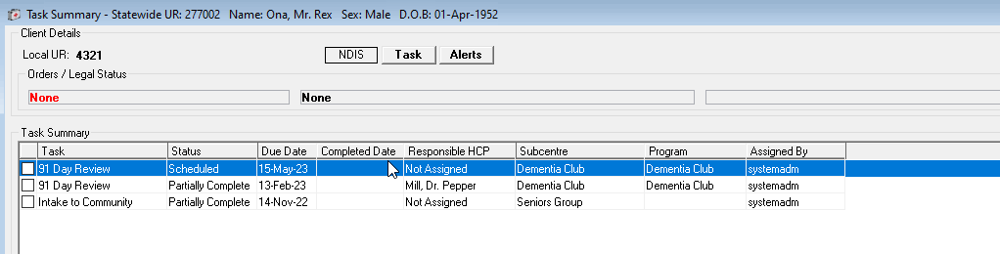 Task Summary - Statewide UR: 277002 Name: Ona, Mr. Rex Sex: Male D.O.B: 01-Apr-1952
Client Details
Local UR: 4321 NDIS Task Alerts
Orders / Legal Status
None None
Task Summary
Task Status Due Date Completed Date Responsible HCP Subcentre Program Assigned By
91 Day Review Scheduled 15-May-23 Not Assigned Dementia Club Dementia Club systemadm
91 Day Review Partially Complete 13-Feb-23 Mill, Dr. Pepper Dementia Club Dementia Club systemadm
Intake to Community Partially Complete 14-Nov-22 Not Assigned Seniors Group systemadm